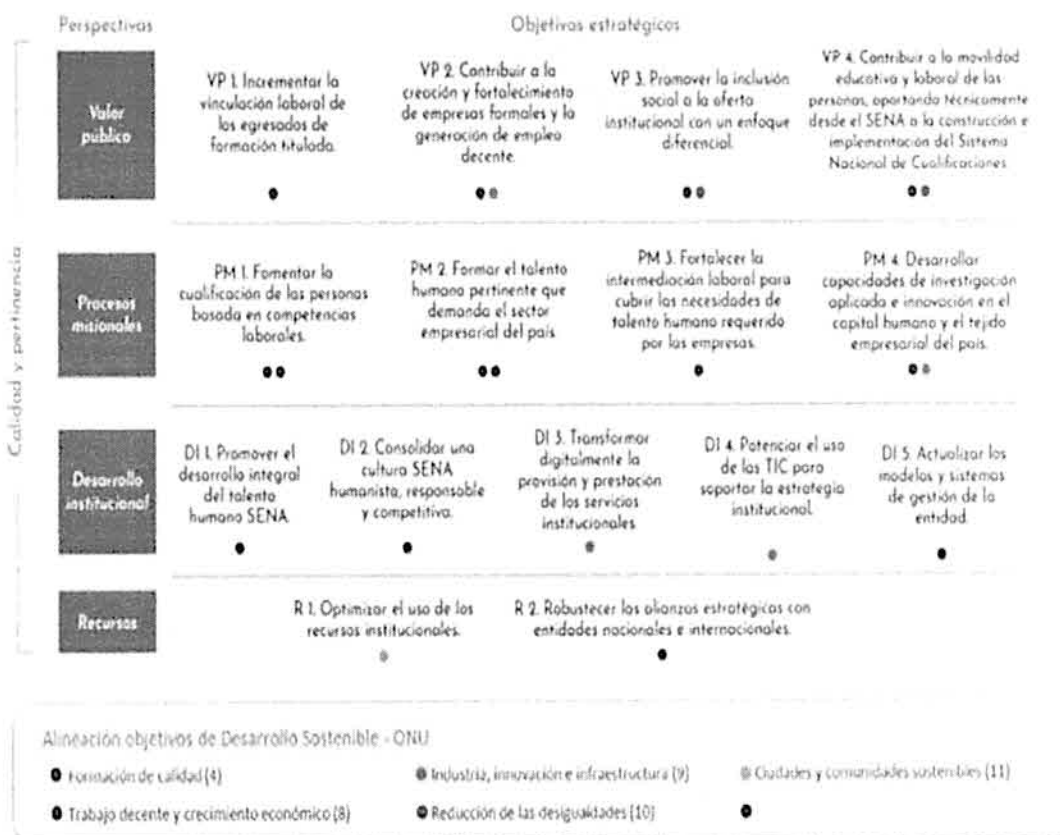 Perspectivas
Objetivos estratégicos
Calidad y pertinencia
Valor
público
VP 1. Incrementar la
vinculación laboral de
los egresados de
formación titulada.
VP 2. Contribuir a la
creación y fortalecimiento
de empresas formales y la
generación de empleo
decente.
VP 3. Promover la inclusión
social a la oferta
institucional con un enfoque
diferencial.
VP 4. Contribuir a la movilidad
educativa y laboral de las
personas, aportando técnicamente
desde el SENA a la construcción e
implementación del Sistema
Nacional de Cualificaciones.
Procesos
misionales
PM 1. Fomentar la
cualificación de las personas
basada en competencias
laborales.
PM 2. Formar el talento
humano pertinente que
demanda el sector
empresarial del país
PM 3. Fortalecer la
intermediación laboral para
cubrir las necesidades de
talento humano requerido
por las empresas.
PM 4. Desarrollar
capacidades de investigación
aplicada e innovación en el
capital humano y el tejido
empresarial del país.
Desarrollo
institucional
DI 1. Promover el
desarrollo integral
del talento
humano SENA.
DI 2. Consolidar una
cultura SENA
humanista, responsable
y competitiva.
DI 3. Transformar
digitalmente la
provisión y prestación
de los servicios
institucionales
DI 4. Potenciar el uso
de las TIC para
soportar la estrategia
institucional.
DI 5. Actualizar los
modelos y sistemas
de gestión de la
entidad.
Recursos
R 1. Optimizar el uso de los
recursos institucionales.
R 2. Robustecer las alianzas estratégicas con
entidades nacionales e internacionales.
Alineación objetivos de Desarrollo Sostenible - ONU
Formación de calidad (4)
Industria, innovación e infraestructura (9)
Ciudades y comunidades sostenibles (11)
Trabajo decente y crecimiento económico (8)
Reducción de las desigualdades (10)